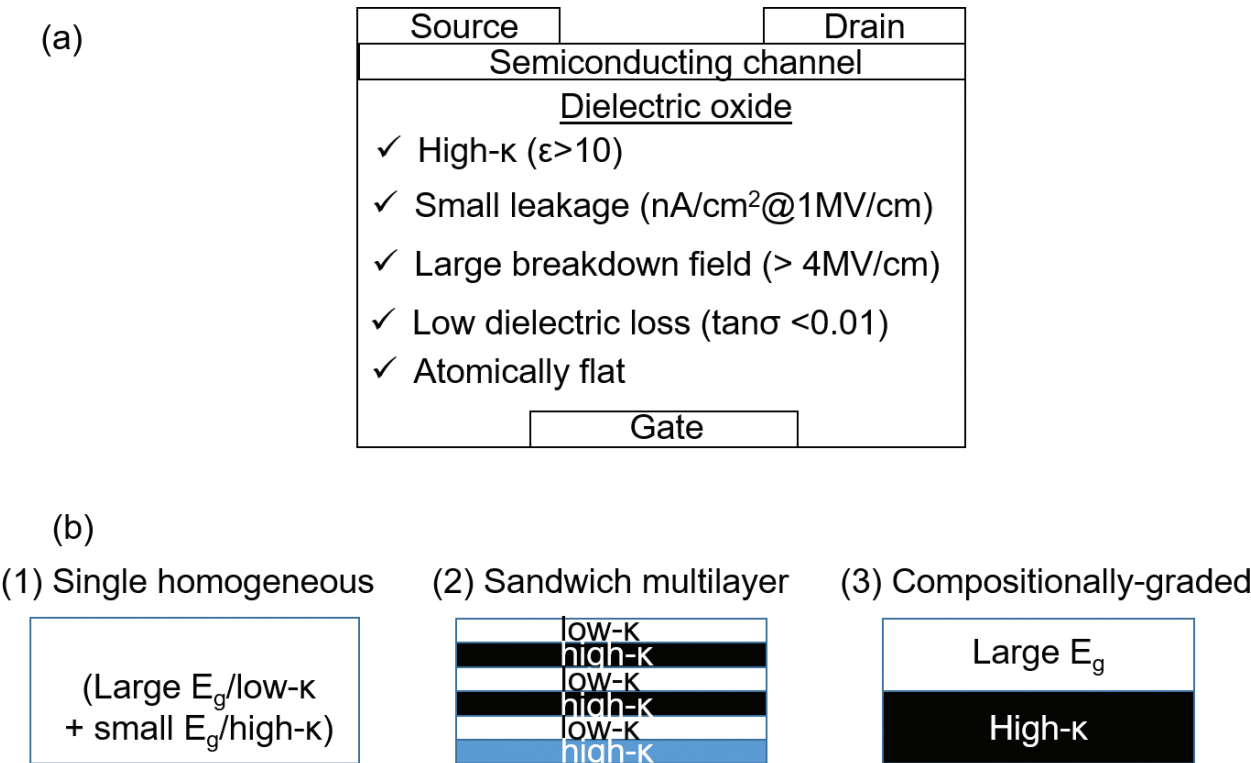 (a)
Source
Drain
Semiconducting channel
Dielectric oxide
✓ High-κ (ε>10)
✓ Small leakage (nA/cm²@1MV/cm)
✓ Large breakdown field (> 4MV/cm)
✓ Low dielectric loss (tanσ <0.01)
✓ Atomically flat
Gate
(b)
(1) Single homogeneous
(Large Eg/low-κ
+ small Eg/high-κ)
(2) Sandwich multilayer
low-κ
high-κ
low-κ
high-κ
low-κ
high-κ
(3) Compositionally-graded
Large Eg
High-κ